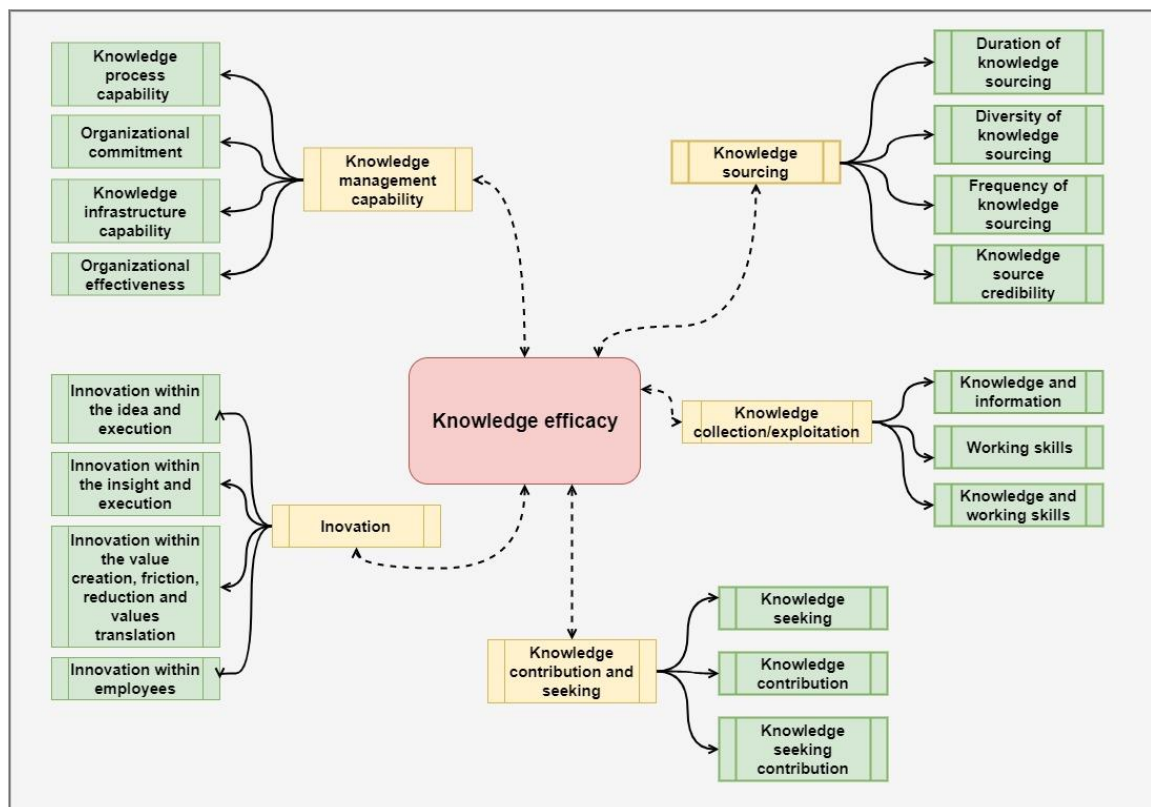 Knowledge
process
capability
Organizational
commitment
Knowledge
infrastructure
capability
Organizational
effectiveness
Knowledge
management
capability
Knowledge
sourcing
Duration of
knowledge
sourcing
Diversity of
knowledge
sourcing
Frequency of
knowledge
sourcing
Knowledge
source
credibility
Knowledge efficacy
Knowledge
collection/exploitation
Knowledge and
information
Working skills
Knowledge and
working skills
Innovation within
the idea and
execution
Innovation within
the insight and
execution
Innovation within
the value
creation, friction,
reduction and
values
translation
Innovation within
employees
Inovation
Knowledge
contribution and
seeking
Knowledge
seeking
Knowledge
contribution
Knowledge
seeking
contribution